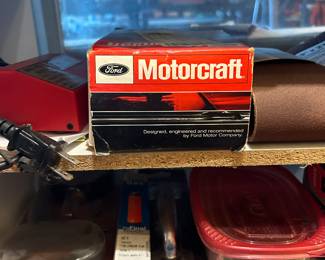 Ford
Motorcraft
Designed, engineered and recommended
by Ford Motor Company.